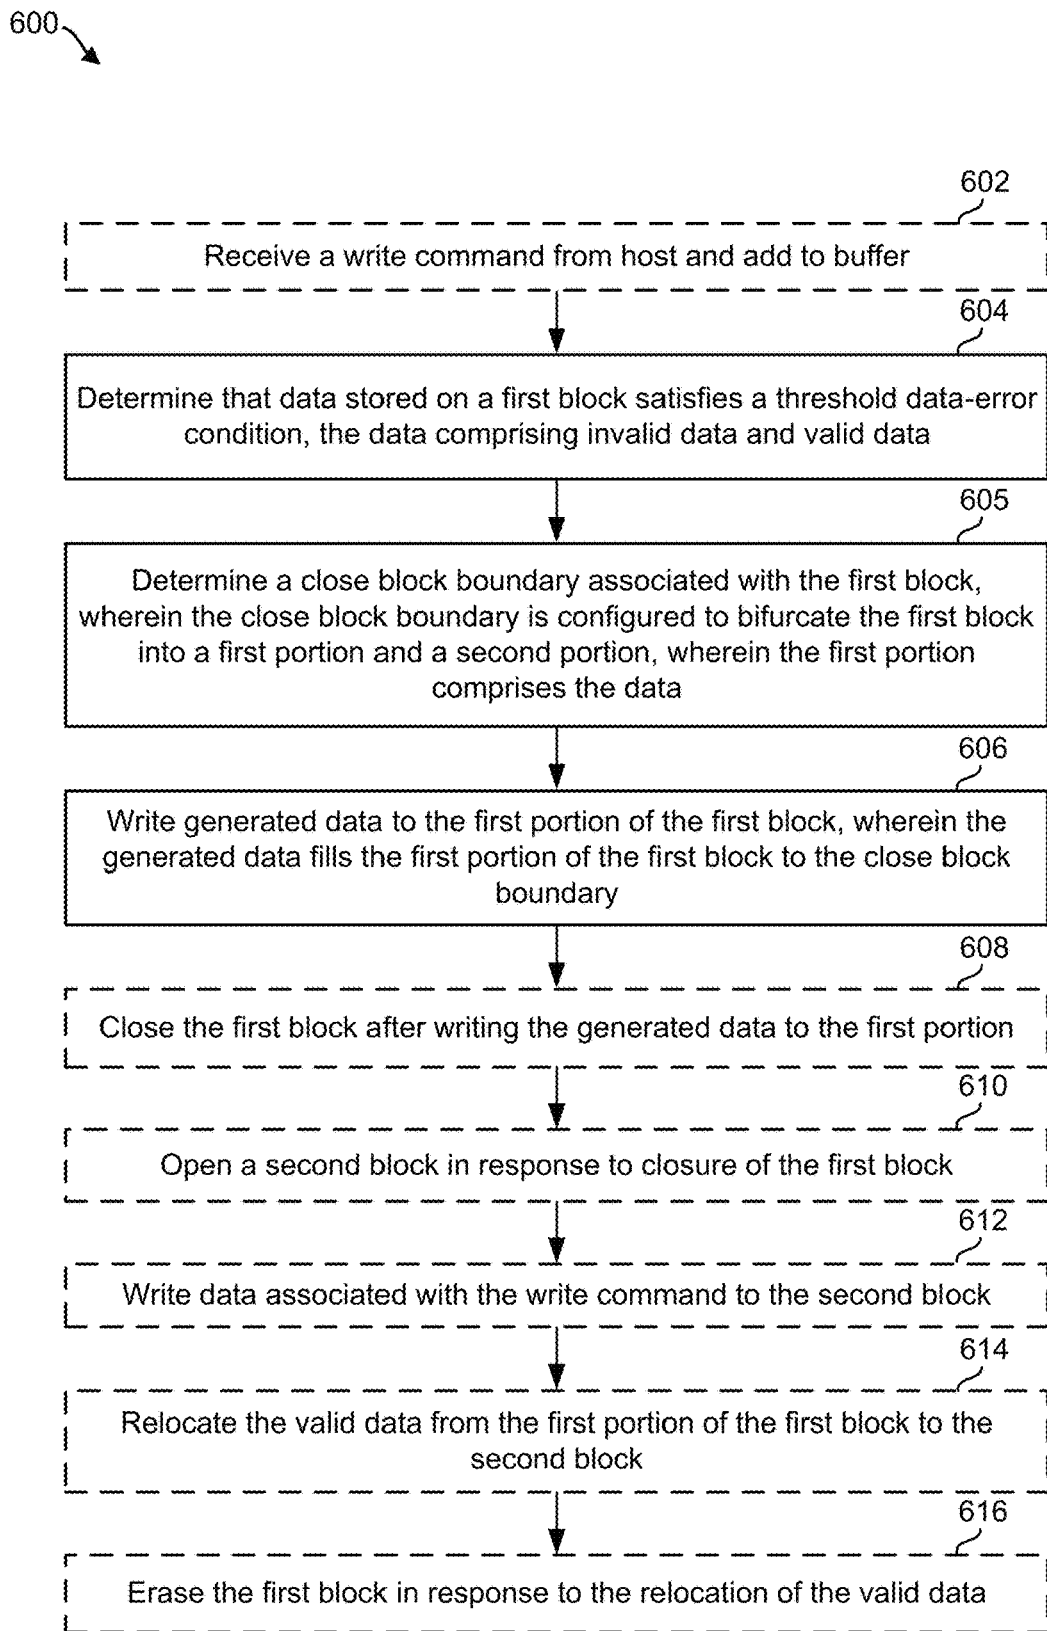 600
602
Receive a write command from host and add to buffer
604
Determine that data stored on a first block satisfies a threshold data-error
condition, the data comprising invalid data and valid data
605
Determine a close block boundary associated with the first block,
wherein the close block boundary is configured to bifurcate the first block
into a first portion and a second portion, wherein the first portion
comprises the data
606
Write generated data to the first portion of the first block, wherein the
generated data fills the first portion of the first block to the close block
boundary
608
Close the first block after writing the generated data to the first portion
610
Open a second block in response to closure of the first block
612
Write data associated with the write command to the second block
614
Relocate the valid data from the first portion of the first block to the
second block
616
Erase the first block in response to the relocation of the valid data